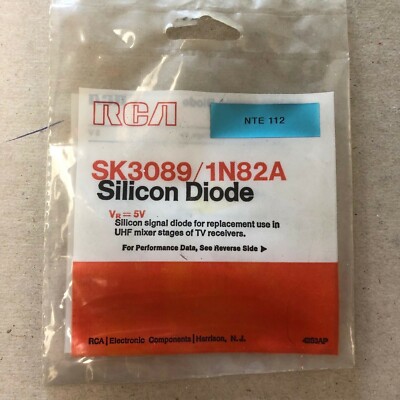 RCA
NTE 112
SK3089/1N82A
Silicon Diode
VR = 5V
Silicon signal diode for replacement use in
UHF mixer stages of TV receivers.
For Performance Data, See Reverse Side ▶
RCA | Electronic Components | Harrison, N. J.